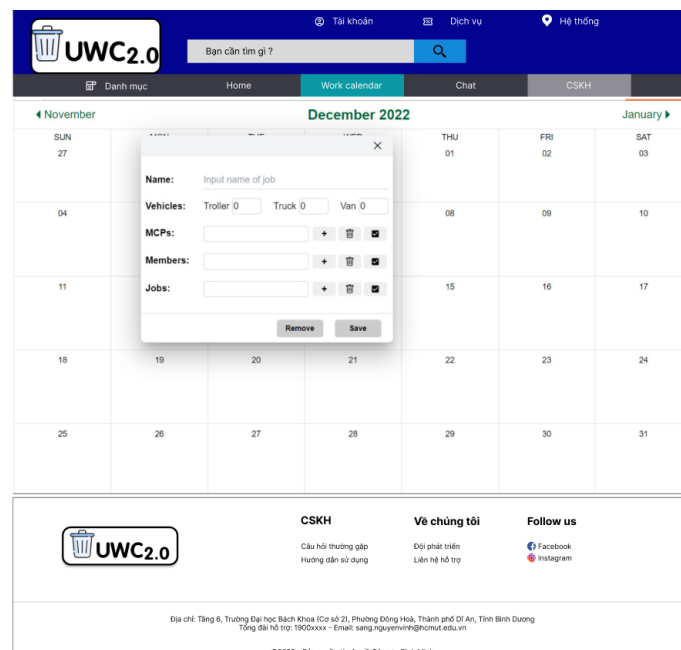 Tài khoản Dịch vụ Hệ thống
UWC2.0
Bạn cần tìm gì ?
Danh mục Home Work calendar Chat CSKH
November December 2022 January
SUN THU FRI SAT
27 01 02 03
Name: Input name of job
Vehicles: Troller 0 Truck 0 Van 0
MCPs:
Members:
Jobs:
Remove Save
04 08 09 10
11 15 16 17
18 19 20 21 22 23 24
25 26 27 28 29 30 31
UWC2.0
CSKH
Câu hỏi thường gặp
Hướng dẫn sử dụng
Về chúng tôi
Đội phát triển
Liên hệ hỗ trợ
Follow us
Facebook
Instagram
Địa chỉ: Tầng 6, Trường Đại học Bách Khoa (Cơ sở 2), Phường Đông Hoà, Thành phố Dĩ An, Tỉnh Bình Dương
Tổng đài hỗ trợ: 1900xxxx - Email: sang.nguyenvinh@hcmut.edu.vn